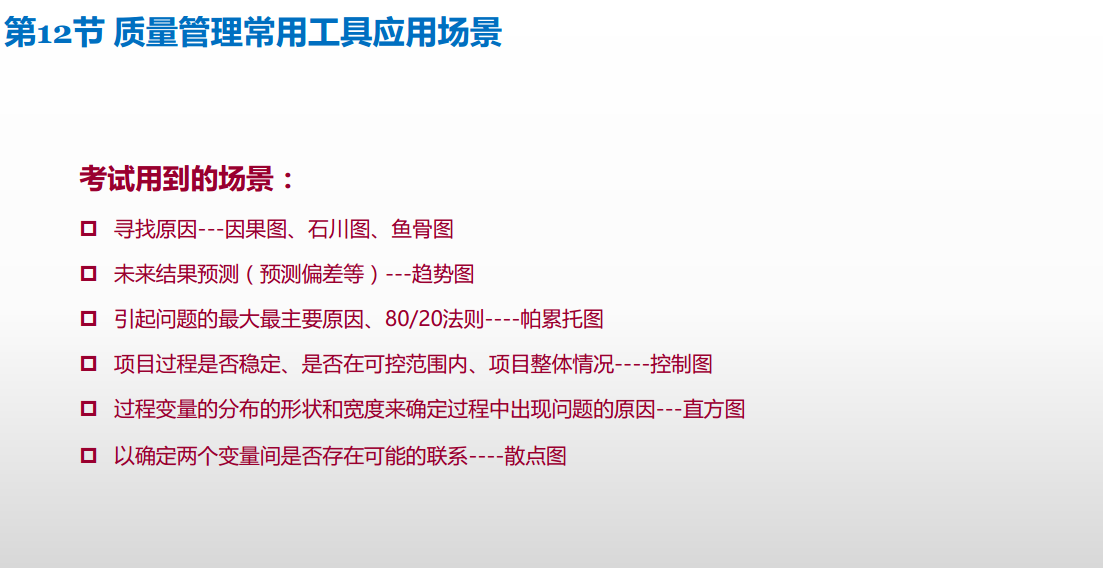 第12节 质量管理常用工具应用场景
考试用到的场景：
寻找原因---因果图、石川图、鱼骨图
未来结果预测（预测偏差等）---趋势图
引起问题的最大最主要原因、80/20法则----帕累托图
项目过程是否稳定、是否在可控范围内、项目整体情况----控制图
过程变量的分布的形状和宽度来确定过程中出现问题的原因---直方图
以确定两个变量间是否存在可能的联系----散点图